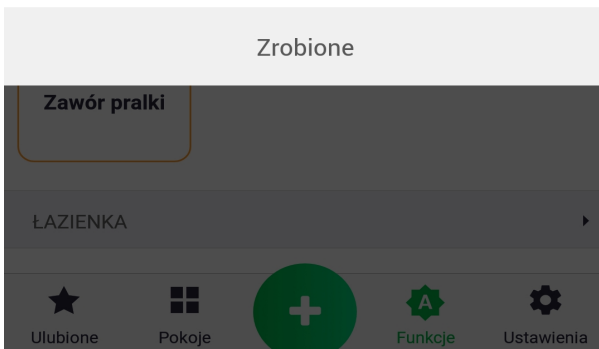 Zrobione
Zawór pralki
ŁAZIENKA
A
Ulubione Pokoje Funkcje Ustawienia